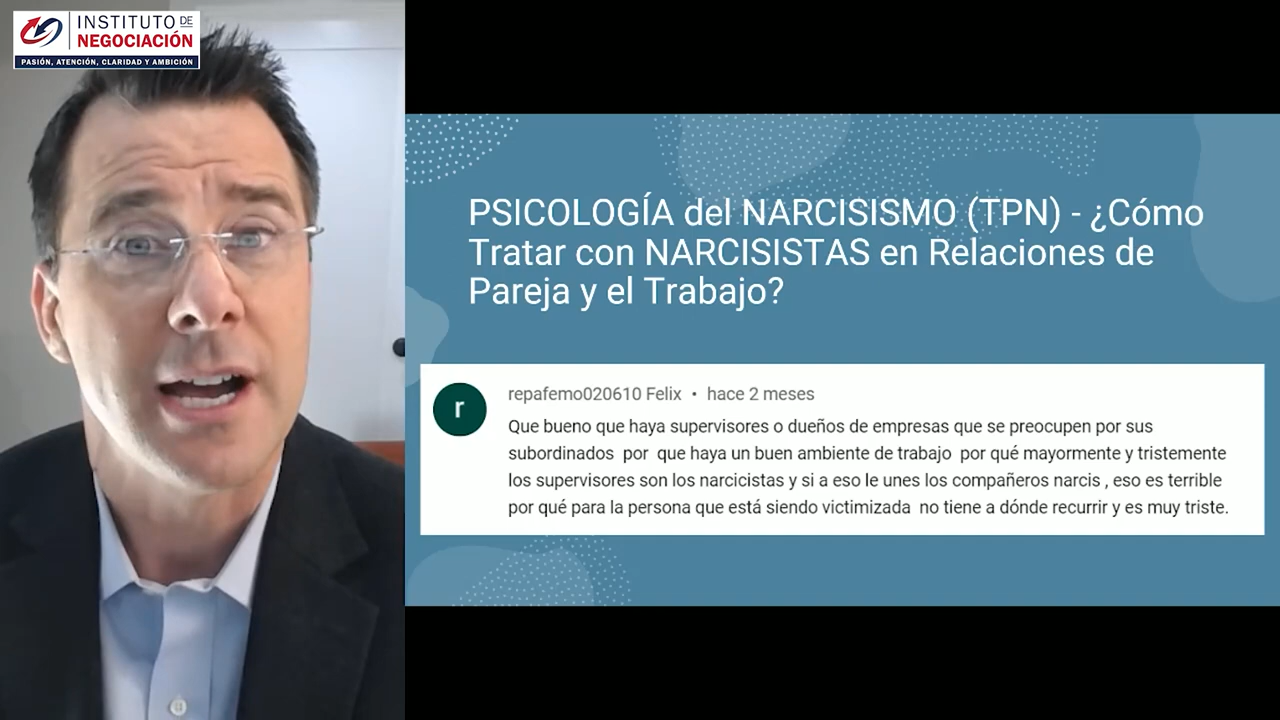 INSTITUTO DE
NEGOCIACIÓN
PASIÓN, ATENCIÓN, CLARIDAD Y AMBICIÓN
PSICOLOGÍA del NARCISISMO (TPN) - ¿Cómo
Tratar con NARCISISTAS en Relaciones de
Pareja y el Trabajo?
r
repafemo020610 Felix • hace 2 meses
Que bueno que haya supervisores o dueños de empresas que se preocupen por sus
subordinados por que haya un buen ambiente de trabajo por qué mayormente y tristemente
los supervisores son los narcicistas y si a eso le unes los compañeros narcis , eso es terrible
por qué para la persona que está siendo victimizada no tiene a dónde recurrir y es muy triste.